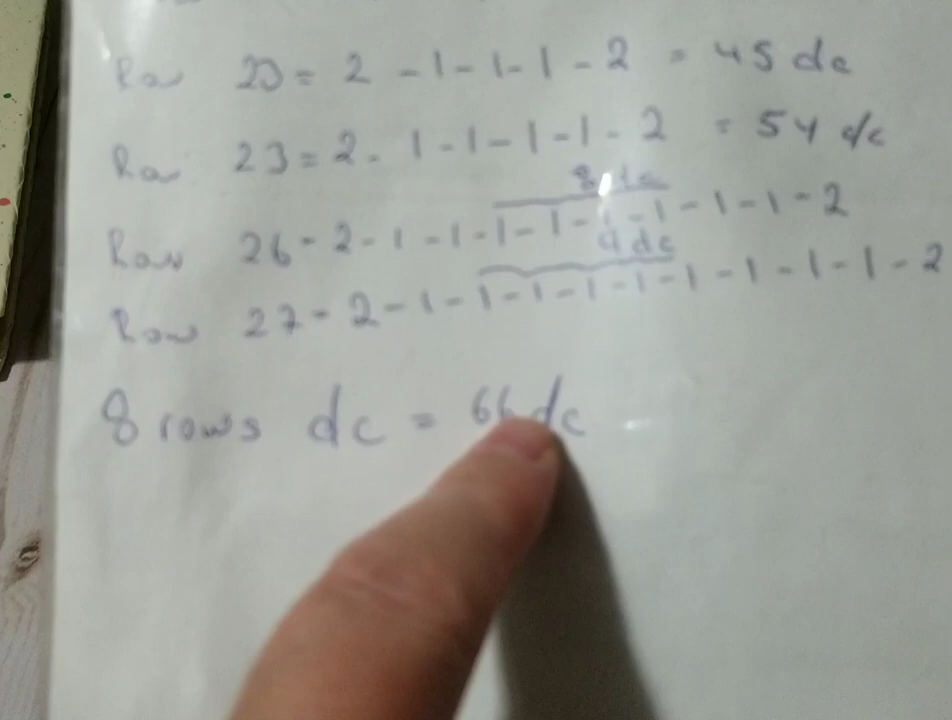 Row 20 = 2 - 1 - 1 - 1 - 2 = 45 dc
Row 23 = 2 - 1 - 1 - 1 - 1 - 2 = 54 dc
8 dc
Row 26 - 2 - 1 - 1 - 1 - 1 - 1 - 1 - 1 - 1 - 2
9 dc
Row 27 - 2 - 1 - 1 - 1 - 1 - 1 - 1 - 1 - 1 - 1 - 2
8 rows dc = 66 dc